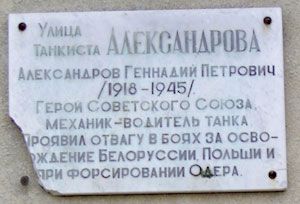 Улица
Танкиста АЛЕКСАНДРОВА
АЛЕКСАНДРОВ ГЕННАДИЙ ПЕТРОВИЧ
/1918-1945/
ГЕРОЙ СОВЕТСКОГО СОЮЗА,
МЕХАНИК-ВОДИТЕЛЬ ТАНКА
ПРОЯВИЛ ОТВАГУ В БОЯХ ЗА ОСВО-
ОЖДЕНИЕ БЕЛОРУССИИ, ПОЛЬШИ И
ПРИ ФОРСИРОВАНИИ ОДЕРА.